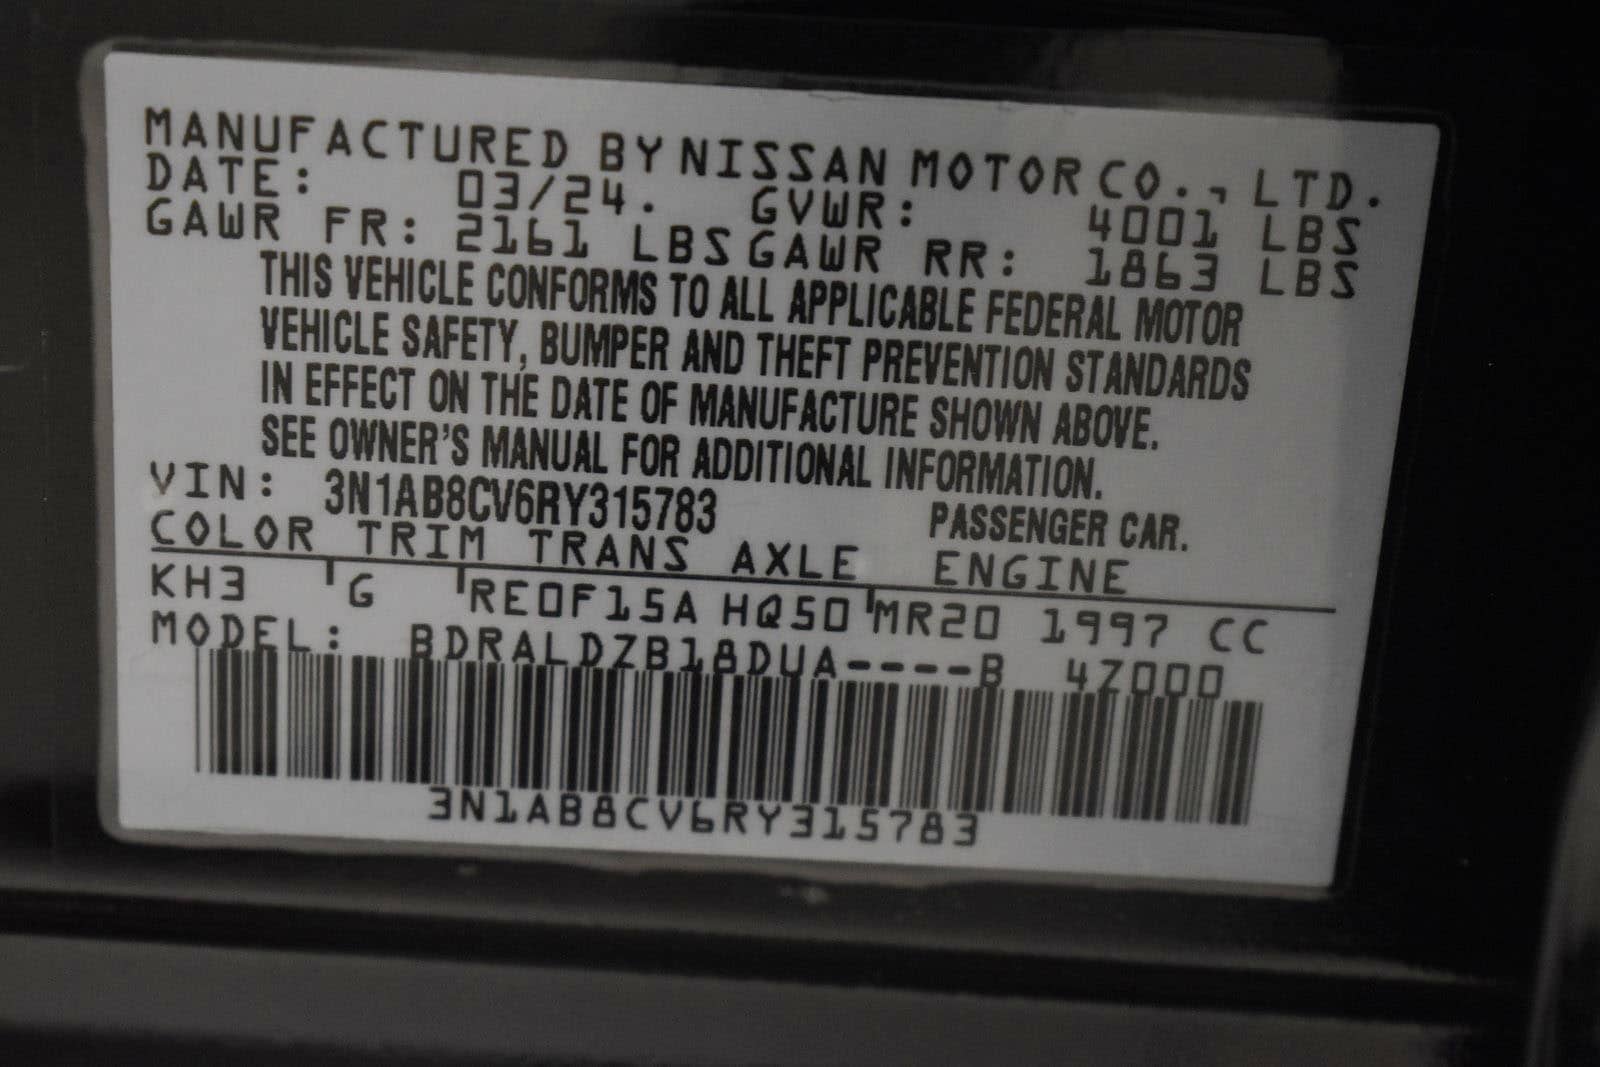 MANUFACTURED BY NISSAN MOTOR CO., LTD.
DATE: 03/24. GVWR: 4001 LBS
GAWR FR: 2161 LBS GAWR RR: 1863 LBS
THIS VEHICLE CONFORMS TO ALL APPLICABLE FEDERAL MOTOR
VEHICLE SAFETY, BUMPER AND THEFT PREVENTION STANDARDS
IN EFFECT ON THE DATE OF MANUFACTURE SHOWN ABOVE.
SEE OWNER'S MANUAL FOR ADDITIONAL INFORMATION.
VIN: 3N1AB8CV6RY315783 PASSENGER CAR.
COLOR TRIM TRANS AXLE ENGINE
KH3 G RE0F15A HQ50 MR20 1997 CC
MODEL: BDRALDZB18DUA----B 4Z000
3N1AB8CV6RY315783